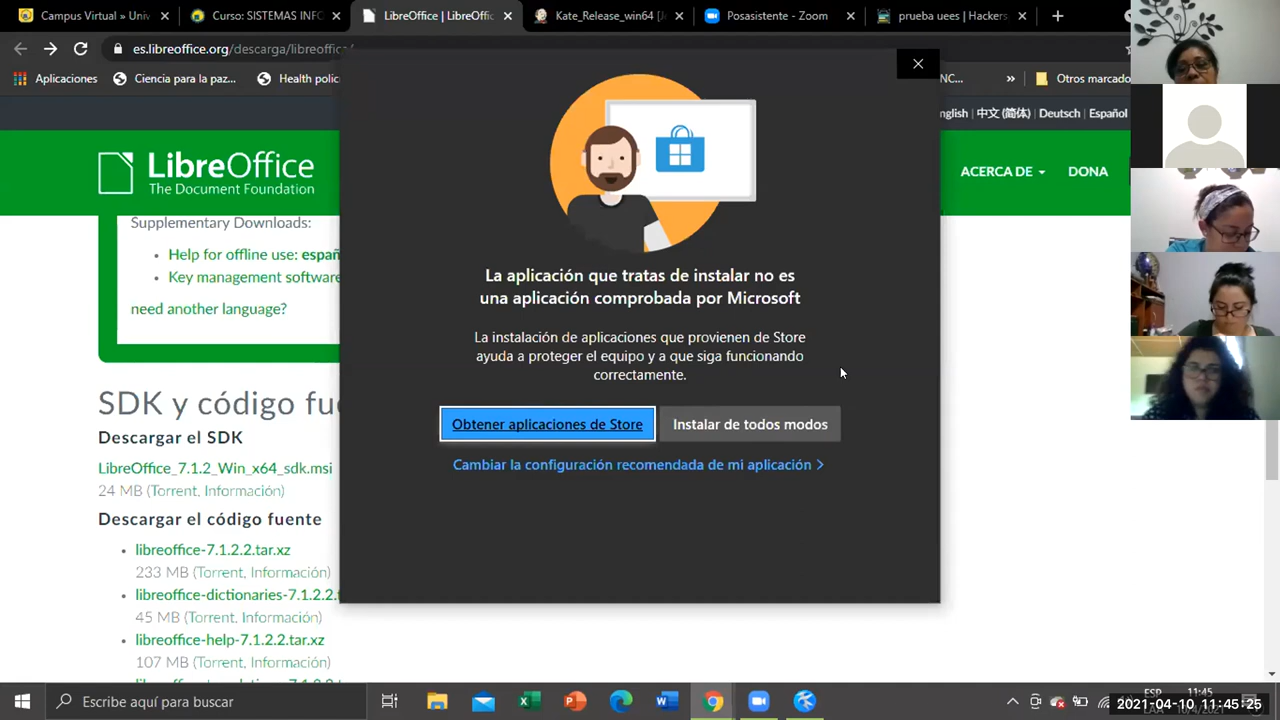 Campus Virtual » Univ
Curso: SISTEMAS INFO
LibreOffice | LibreOffic
Kate_Release_win64 [J
Posasistente - Zoom
prueba uees | Hackers
es.libreoffice.org/descarga/libreoffice/
Aplicaciones
Ciencia para la paz...
Health polic
NC...
»
Otros marcado
nglish | 中文 (简体) | Deutsch | Español
LibreOffice
The Document Foundation
ACERCA DE
DONA
Supplementary Downloads:
Help for offline use: españ
Key management software
need another language?
SDK y código fue
Descargar el SDK
LibreOffice_7.1.2_Win_x64_sdk.msi
24 MB (Torrent, Información)
Descargar el código fuente
libreoffice-7.1.2.2.tar.xz
233 MB (Torrent, Información)
libreoffice-dictionaries-7.1.2.2.t
45 MB (Torrent, Información)
libreoffice-help-7.1.2.2.tar.xz
107 MB (Torrent, Información)
La aplicación que tratas de instalar no es
una aplicación comprobada por Microsoft
La instalación de aplicaciones que provienen de Store
ayuda a proteger el equipo y a que siga funcionando
correctamente.
Obtener aplicaciones de Store
Instalar de todos modos
Cambiar la configuración recomendada de mi aplicación >
Escribe aquí para buscar
ESP
11:45
2021-04-10 11:45:25